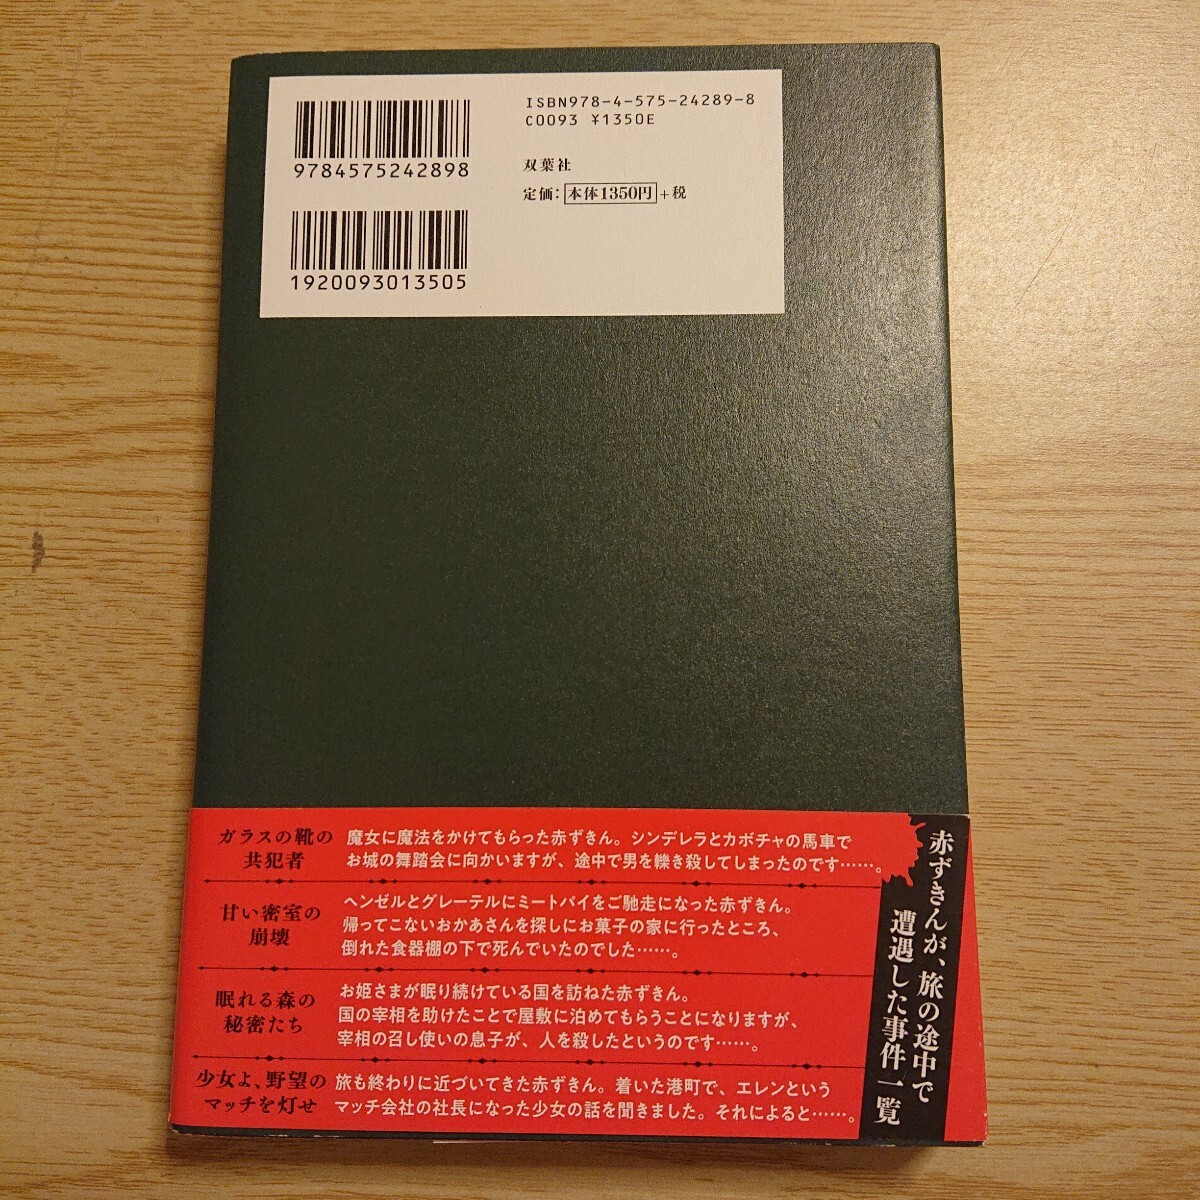 9784575242898
1920093013505
ISBN978-4-575-24289-8
C0093 ¥1350E
双葉社
定価：本体1350円＋税
赤ずきんが、旅の途中で
遭遇した事件一覧
ガラスの靴の
共犯者
魔女に魔法をかけてもらった赤ずきん。シンデレラとカボチャの馬車で
お城の舞踏会に向かいますが、途中で男を轢き殺してしまったのです……。
甘い密室の
崩壊
ヘンゼルとグレーテルにミートパイをご馳走になった赤ずきん。
帰ってこないおかあさんを探しにお菓子の家に行ったところ、
倒れた食器棚の下で死んでいたのでした……。
眠れる森の
秘密たち
お姫さまが眠り続けている国を訪ねた赤ずきん。
国の宰相を助けたことで屋敷に泊めてもらうことになりますが、
宰相の召し使いの息子が、人を殺したというのです……。
少女よ、野望の
マッチを灯せ
旅も終わりに近づいてきた赤ずきん。着いた港町で、エレンという
マッチ会社の社長になった少女の話を聞きました。それによると……。